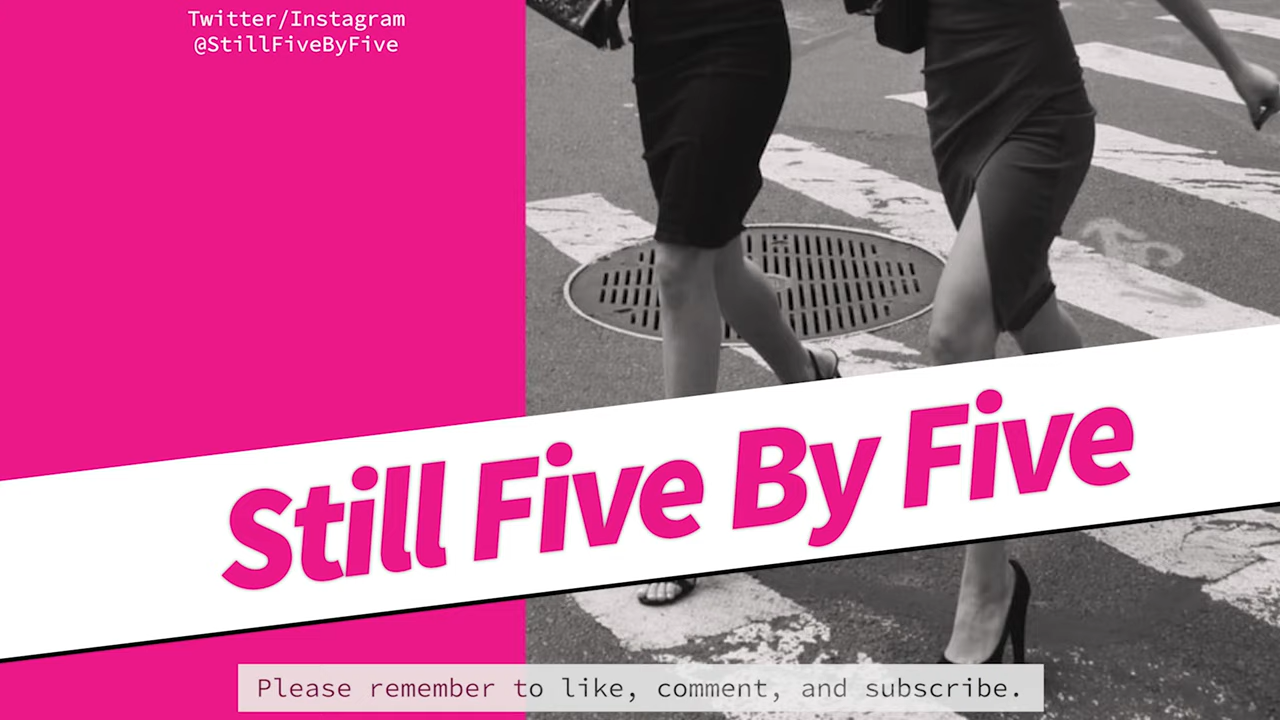 Twitter/Instagram
@StillFiveByFive
Still Five By Five
Please remember to like, comment, and subscribe.